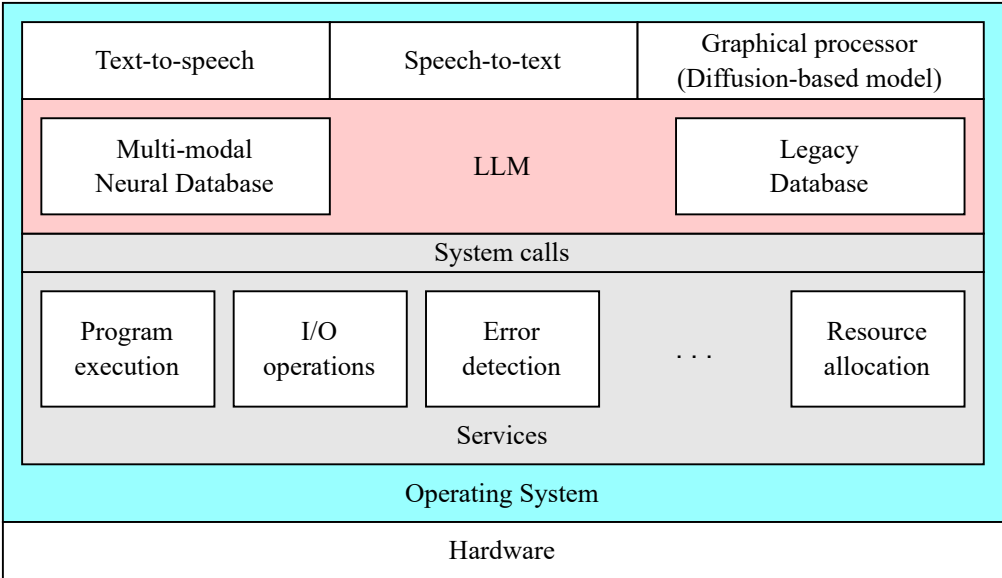 Text-to-speech
Speech-to-text
Graphical processor
(Diffusion-based model)
Multi-modal
Neural Database
LLM
Legacy
Database
System calls
Program
execution
I/O
operations
Error
detection
. . .
Resource
allocation
Services
Operating System
Hardware